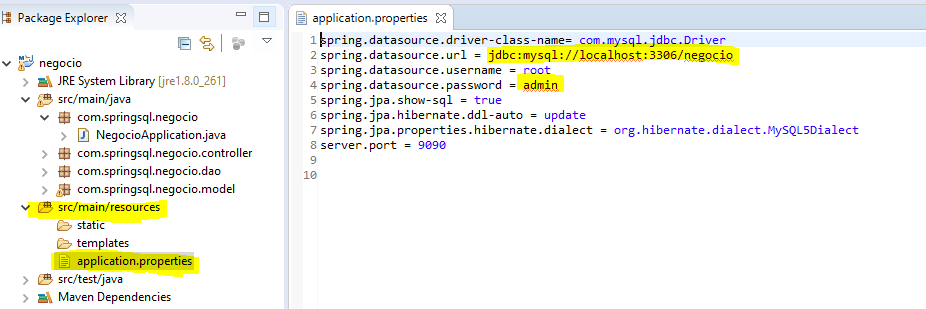 Package Explorer
negocio
JRE System Library [jre1.8.0_261]
src/main/java
com.springsql.negocio
NegocioApplication.java
com.springsql.negocio.controller
com.springsql.negocio.dao
com.springsql.negocio.model
src/main/resources
static
templates
application.properties
src/test/java
Maven Dependencies
application.properties
1 spring.datasource.driver-class-name= com.mysql.jdbc.Driver
2 spring.datasource.url = jdbc:mysql://localhost:3306/negocio
3 spring.datasource.username = root
4 spring.datasource.password = admin
5 spring.jpa.show-sql = true
6 spring.jpa.hibernate.ddl-auto = update
7 spring.jpa.properties.hibernate.dialect = org.hibernate.dialect.MySQL5Dialect
8 server.port = 9090
9
10